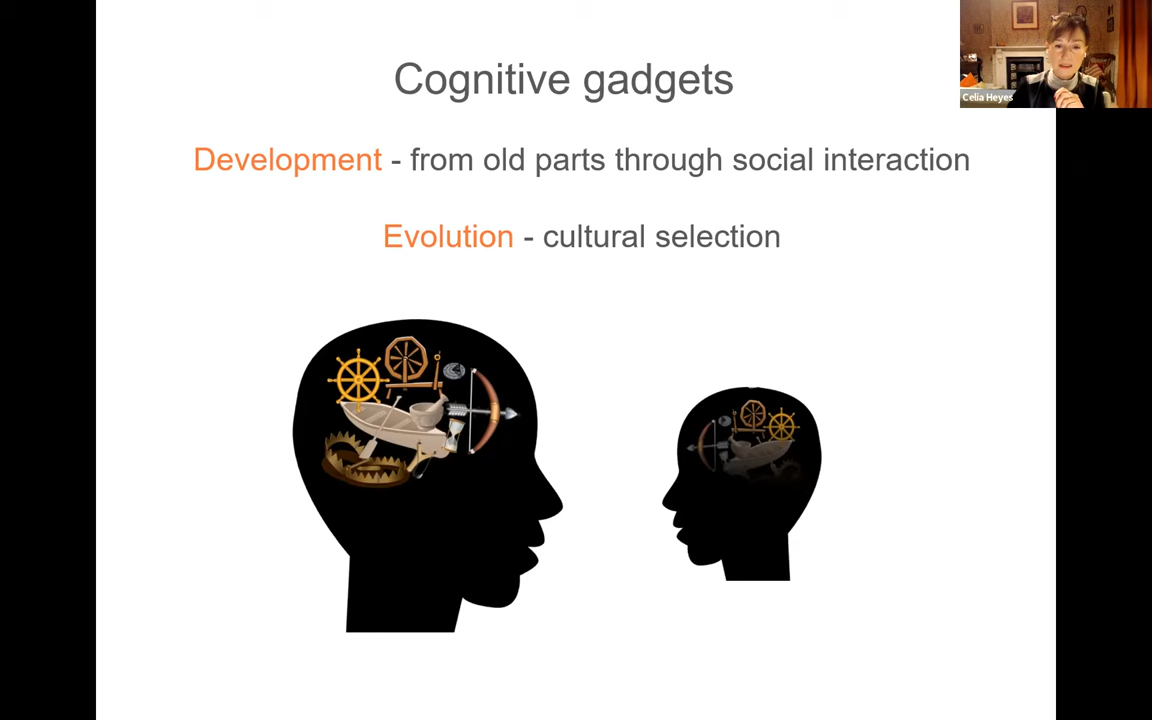 Cognitive gadgets
Celia Heyes
Development - from old parts through social interaction
Evolution - cultural selection